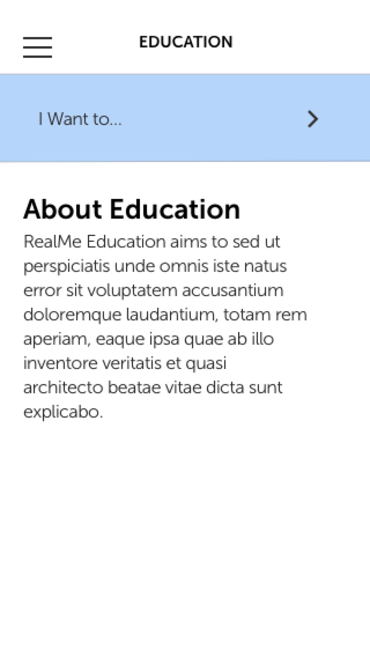 EDUCATION
I Want to...
About Education
RealMe Education aims to sed ut
perspiciatis unde omnis iste natus
error sit voluptatem accusantium
doloremque laudantium, totam rem
aperiam, eaque ipsa quae ab illo
inventore veritatis et quasi
architecto beatae vitae dicta sunt
explicabo.